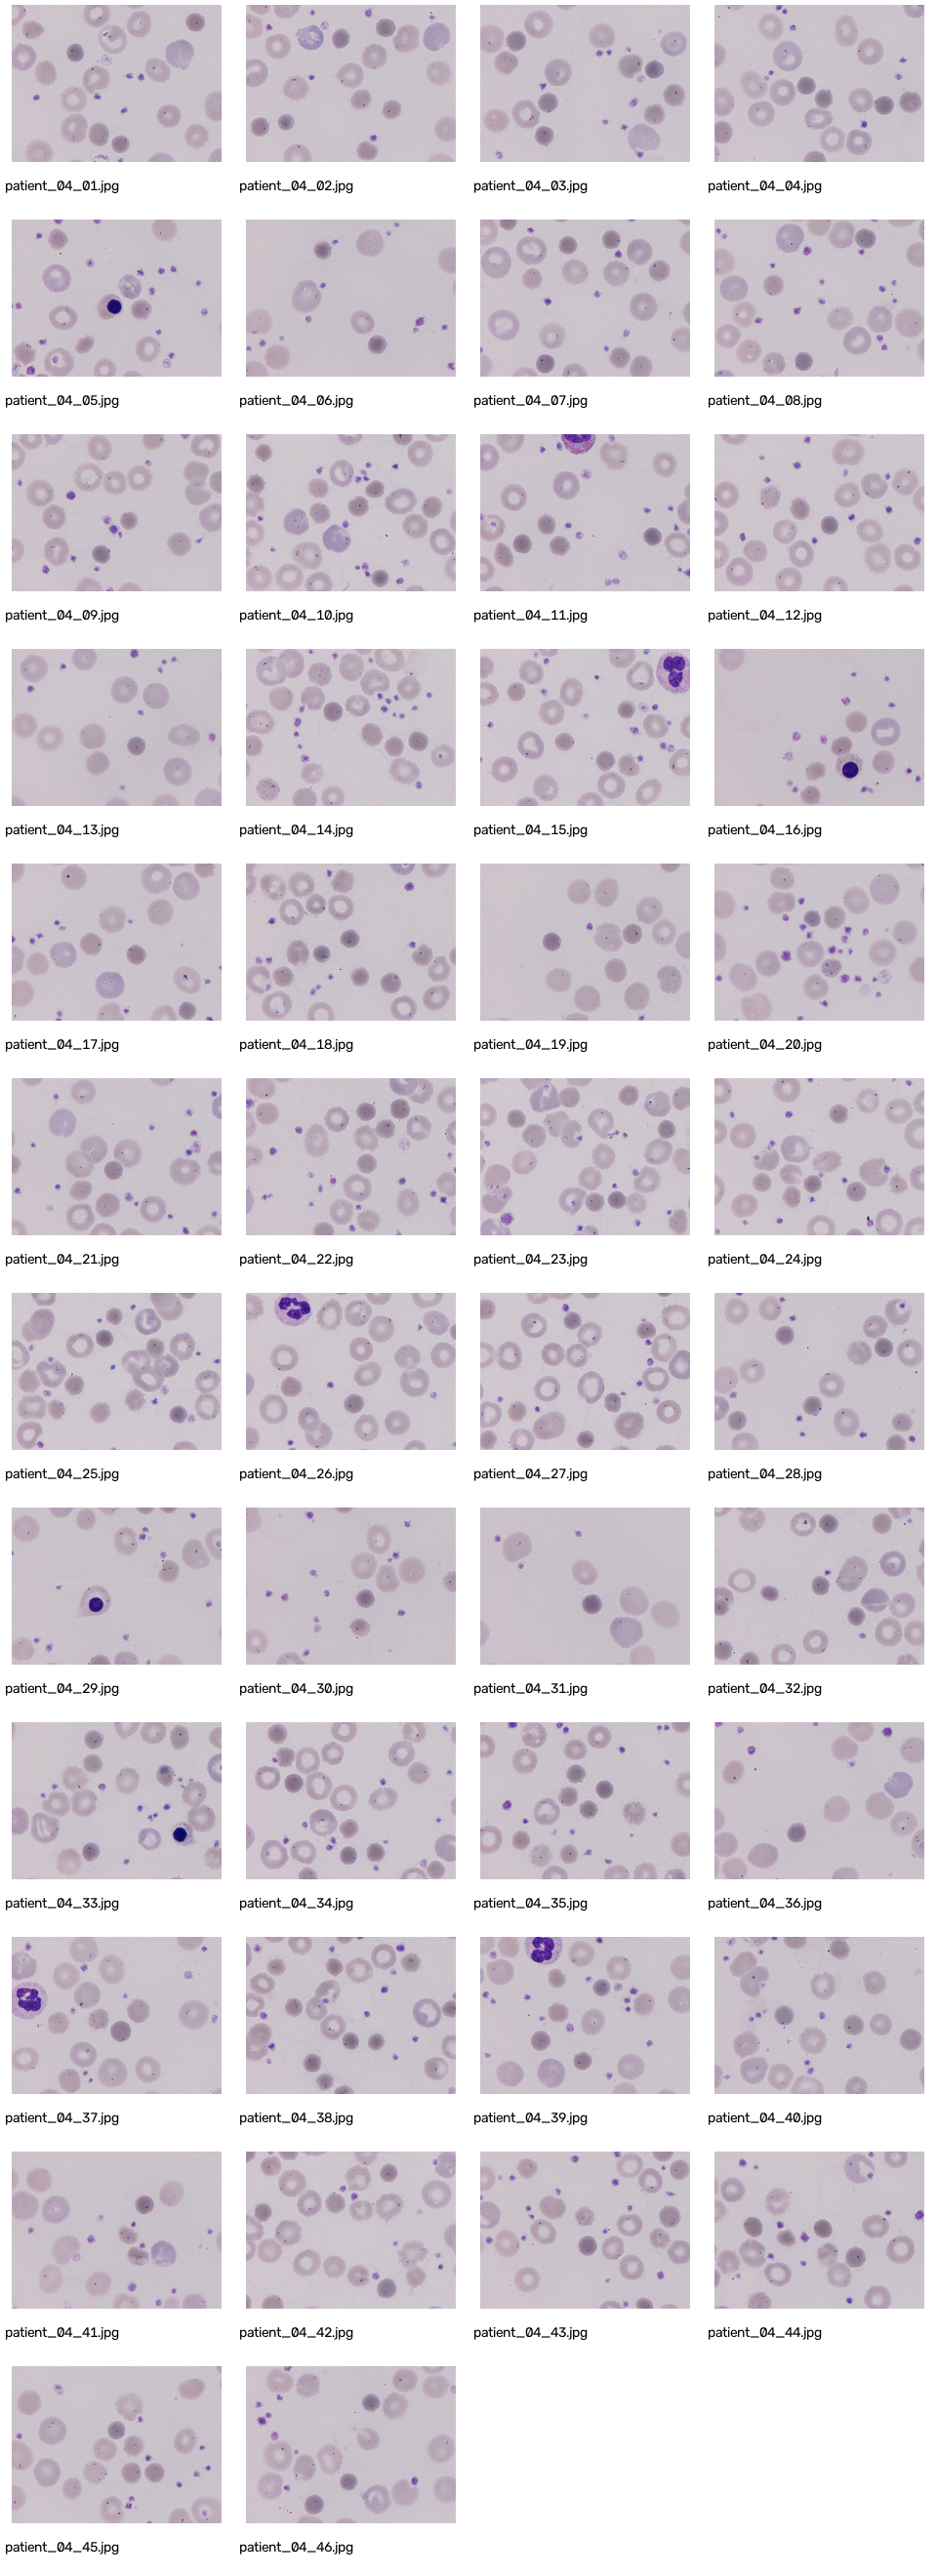 patient_04_01.jpg patient_04_02.jpg patient_04_03.jpg patient_04_04.jpg
patient_04_05.jpg patient_04_06.jpg patient_04_07.jpg patient_04_08.jpg
patient_04_09.jpg patient_04_10.jpg patient_04_11.jpg patient_04_12.jpg
patient_04_13.jpg patient_04_14.jpg patient_04_15.jpg patient_04_16.jpg
patient_04_17.jpg patient_04_18.jpg patient_04_19.jpg patient_04_20.jpg
patient_04_21.jpg patient_04_22.jpg patient_04_23.jpg patient_04_24.jpg
patient_04_25.jpg patient_04_26.jpg patient_04_27.jpg patient_04_28.jpg
patient_04_29.jpg patient_04_30.jpg patient_04_31.jpg patient_04_32.jpg
patient_04_33.jpg patient_04_34.jpg patient_04_35.jpg patient_04_36.jpg
patient_04_37.jpg patient_04_38.jpg patient_04_39.jpg patient_04_40.jpg
patient_04_41.jpg patient_04_42.jpg patient_04_43.jpg patient_04_44.jpg
patient_04_45.jpg patient_04_46.jpg